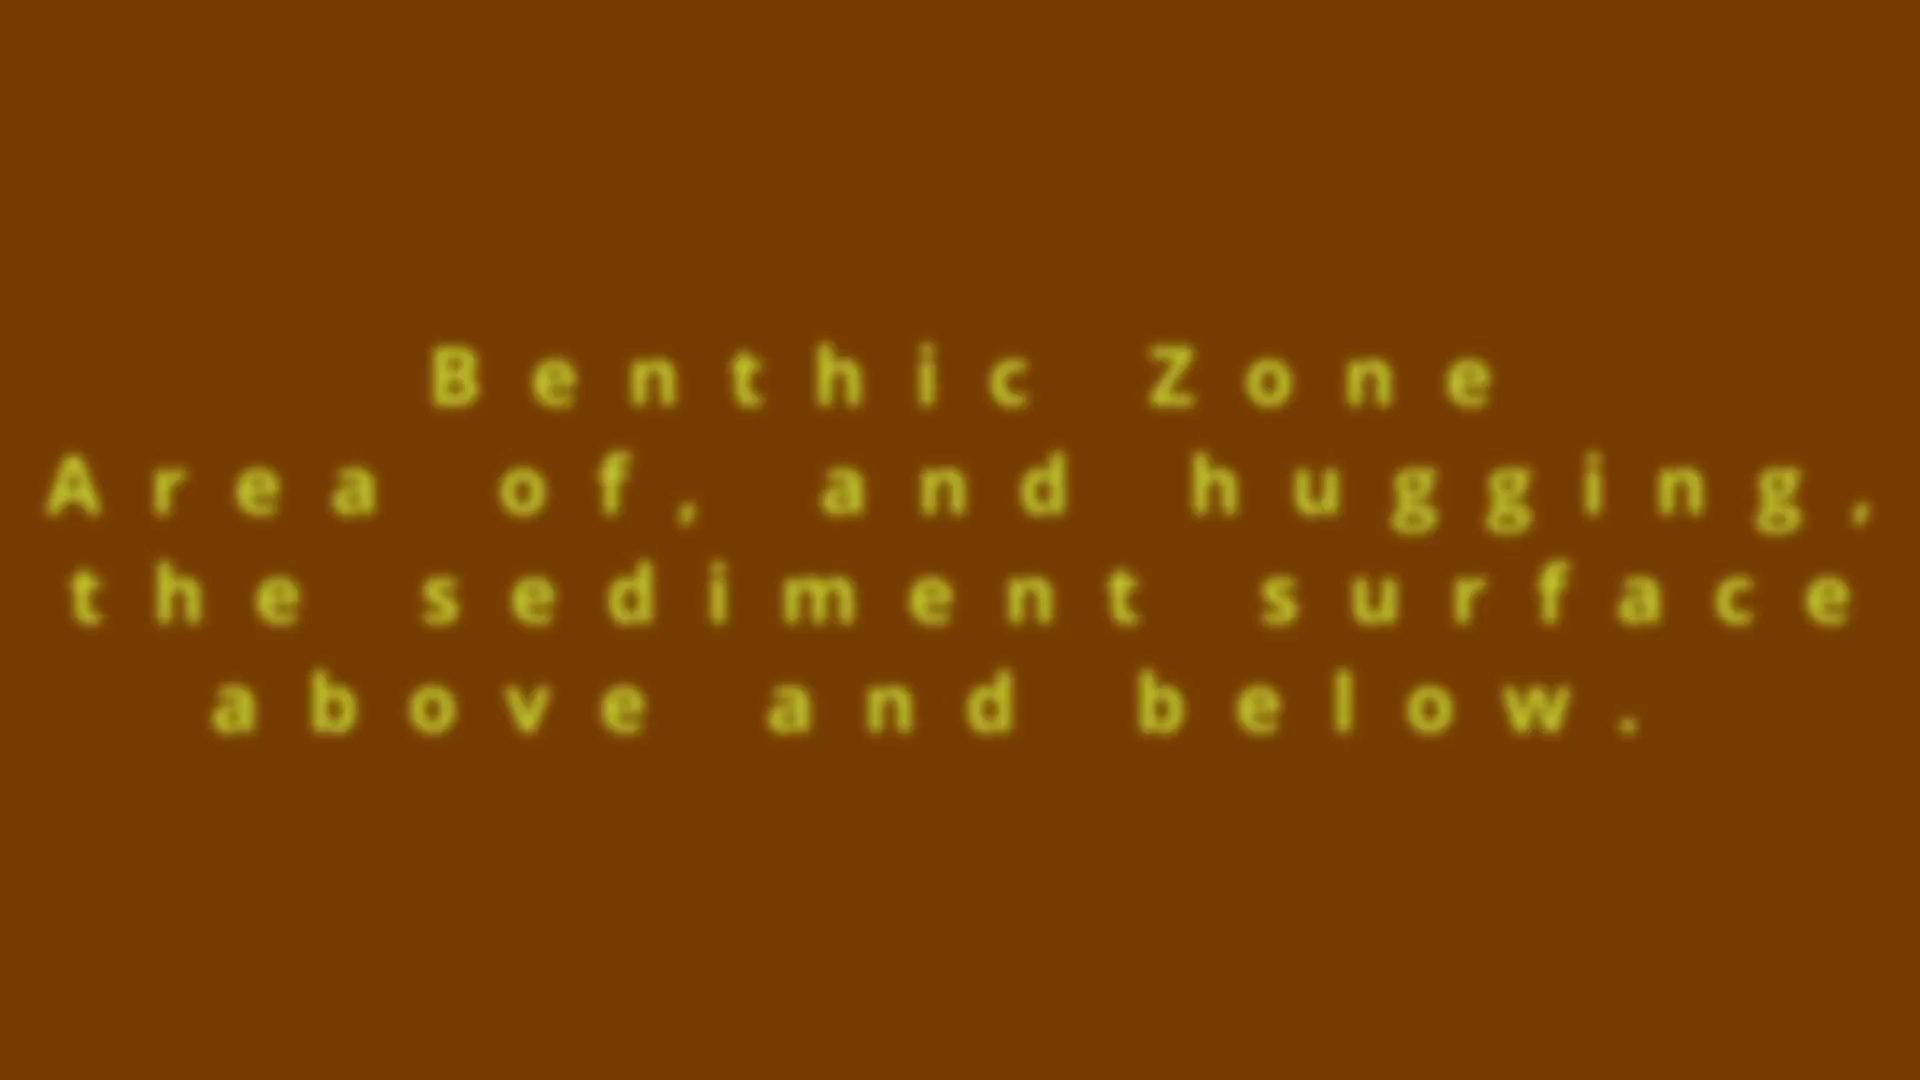 Benthic Zone
Area of, and hugging,
the sediment surface
above and below.